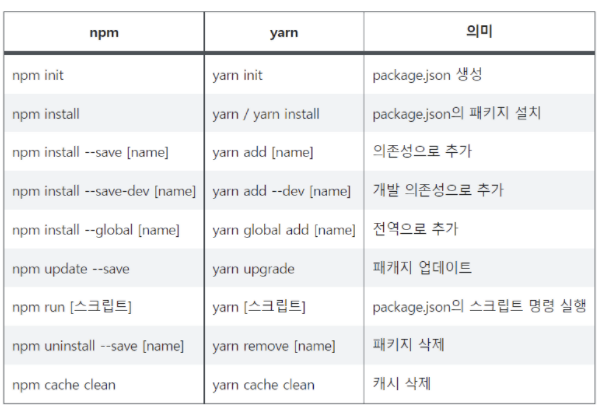 npm yarn 의미
npm init yarn init package.json 생성
npm install yarn / yarn install package.json의 패키지 설치
npm install --save [name] yarn add [name] 의존성으로 추가
npm install --save-dev [name] yarn add --dev [name] 개발 의존성으로 추가
npm install --global [name] yarn global add [name] 전역으로 추가
npm update --save yarn upgrade 패캐지 업데이트
npm run [스크립트] yarn [스크립트] package.json의 스크립트 명령 실행
npm uninstall --save [name] yarn remove [name] 패키지 삭제
npm cache clean yarn cache clean 캐시 삭제